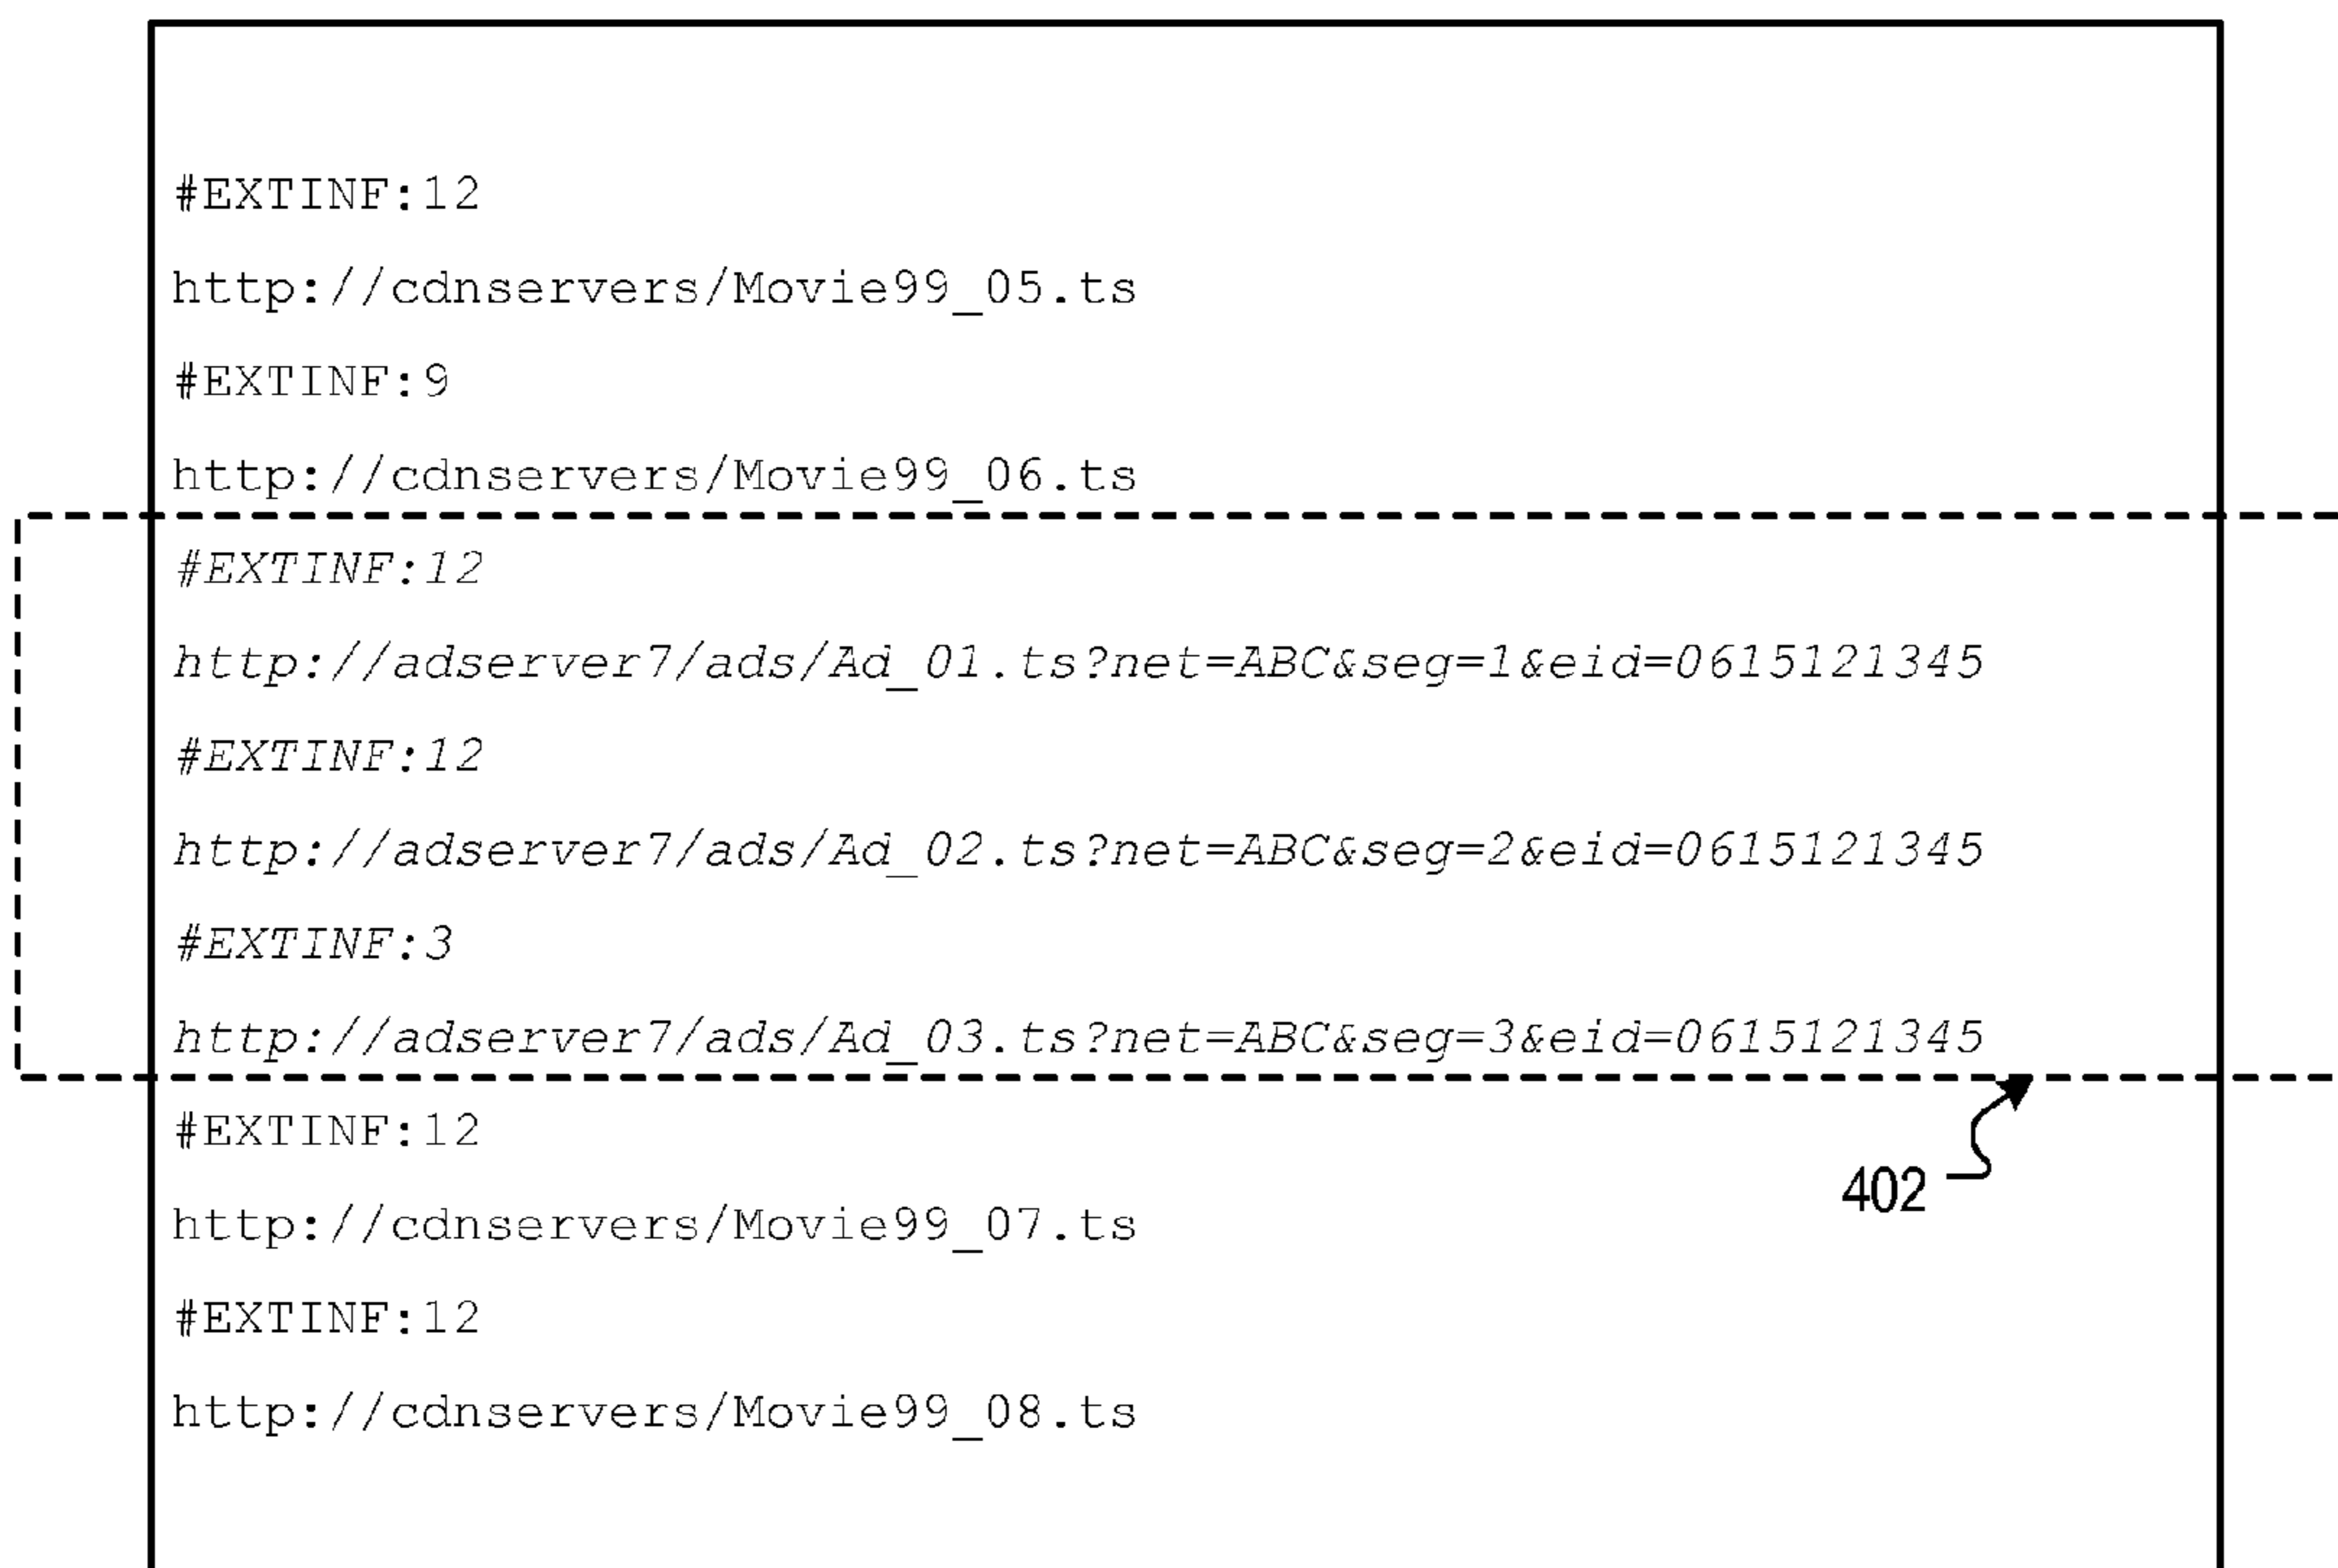 #EXTINF:12
http://cdnservers/Movie99_05.ts
#EXTINF:9
http://cdnservers/Movie99_06.ts
#EXTINF:12
http://adserver7/ads/Ad_01.ts?net=ABC&seg=1&eid=0615121345
#EXTINF:12
http://adserver7/ads/Ad_02.ts?net=ABC&seg=2&eid=0615121345
#EXTINF:3
http://adserver7/ads/Ad_03.ts?net=ABC&seg=3&eid=0615121345
#EXTINF:12
402
http://cdnservers/Movie99_07.ts
#EXTINF:12
http://cdnservers/Movie99_08.ts